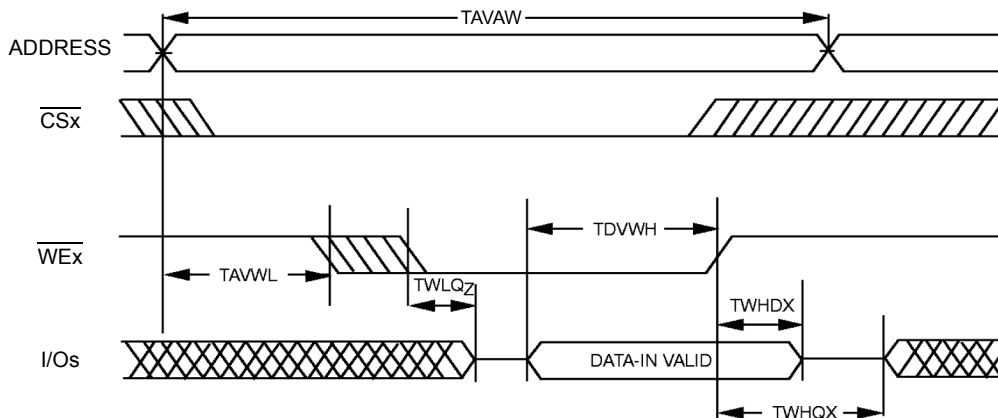 TAVAW
ADDRESS
CSx
TDVWH
WEx
TAVWL
TWLQZ
TWHDX
I/Os
DATA-IN VALID
TWHQX